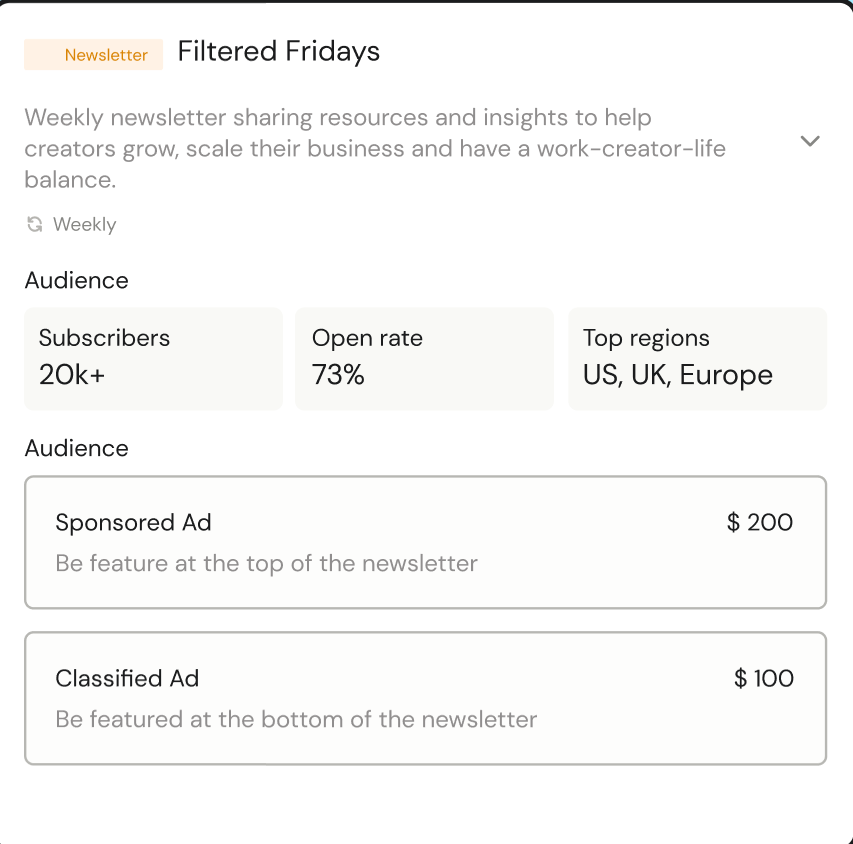 Newsletter Filtered Fridays
Weekly newsletter sharing resources and insights to help
creators grow, scale their business and have a work-creator-life
balance.
Weekly
Audience
Subscribers
20k+
Open rate
73%
Top regions
US, UK, Europe
Audience
Sponsored Ad
$ 200
Be feature at the top of the newsletter
Classified Ad
$ 100
Be featured at the bottom of the newsletter